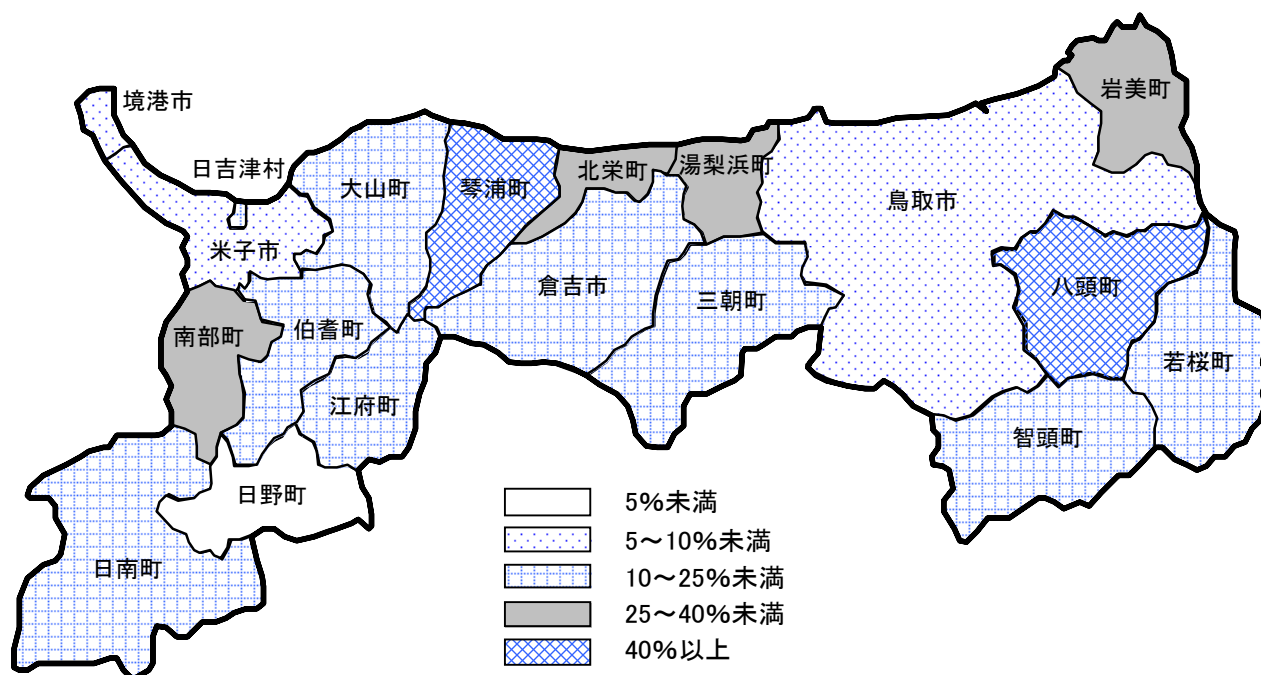 境港市
岩美町
日吉津村
北栄町
湯梨浜町
大山町
琴浦町
鳥取市
米子市
倉吉市
三朝町
八頭町
南部町
伯耆町
若桜町
江府町
智頭町
日野町
日南町
5%未満
5～10%未満
10～25%未満
25～40%未満
40%以上